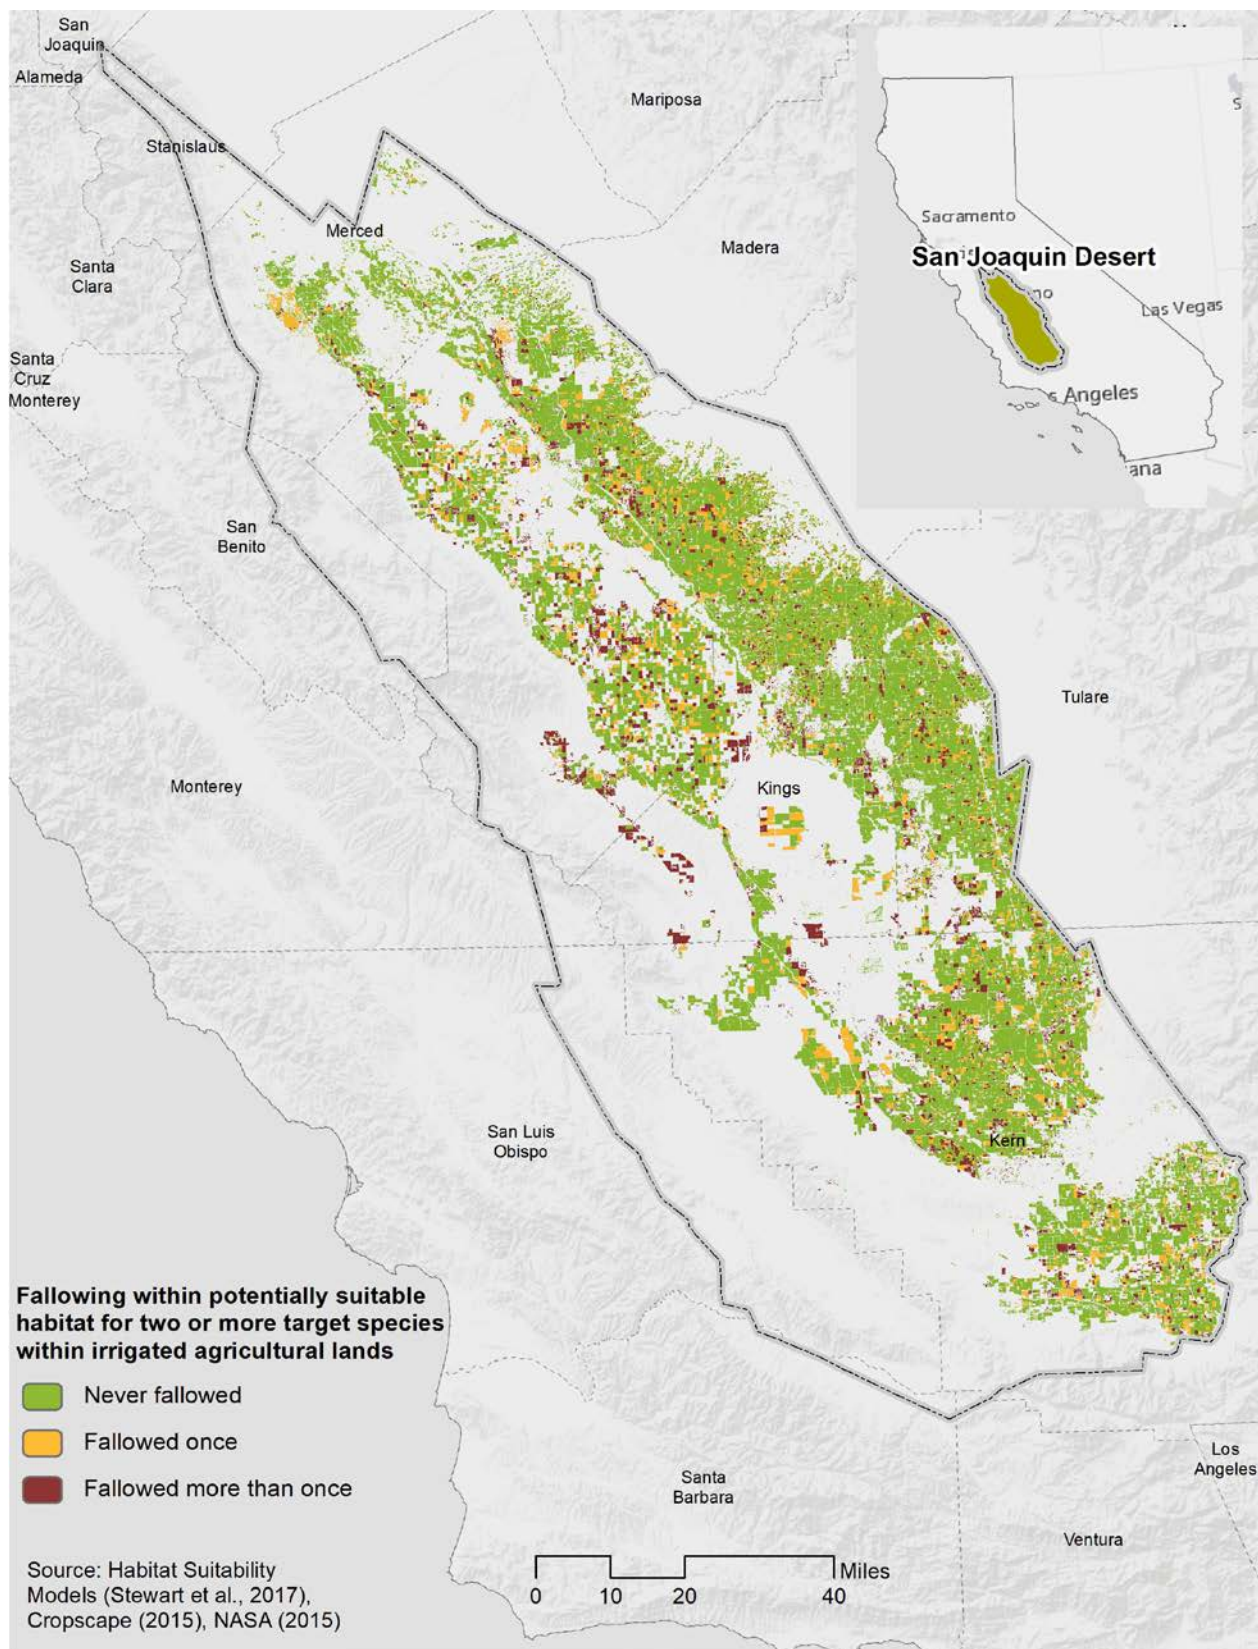 San
Joaquin
Alameda
Mariposa
Stanislaus
Merced
Santa
Clara
Madera
Sacramento
San Joaquin Desert
no
Las Vegas
s Angeles
ana
S
Santa
Cruz
Monterey
San
Benito
Tulare
Monterey
Kings
San Luis
Obispo
Kern
Fallowing within potentially suitable
habitat for two or more target species
within irrigated agricultural lands
Never fallowed
Fallowed once
Fallowed more than once
Los
Angeles
Santa
Barbara
Ventura
Source: Habitat Suitability
Models (Stewart et al., 2017),
Cropscape (2015), NASA (2015)
Miles
0 10 20 40